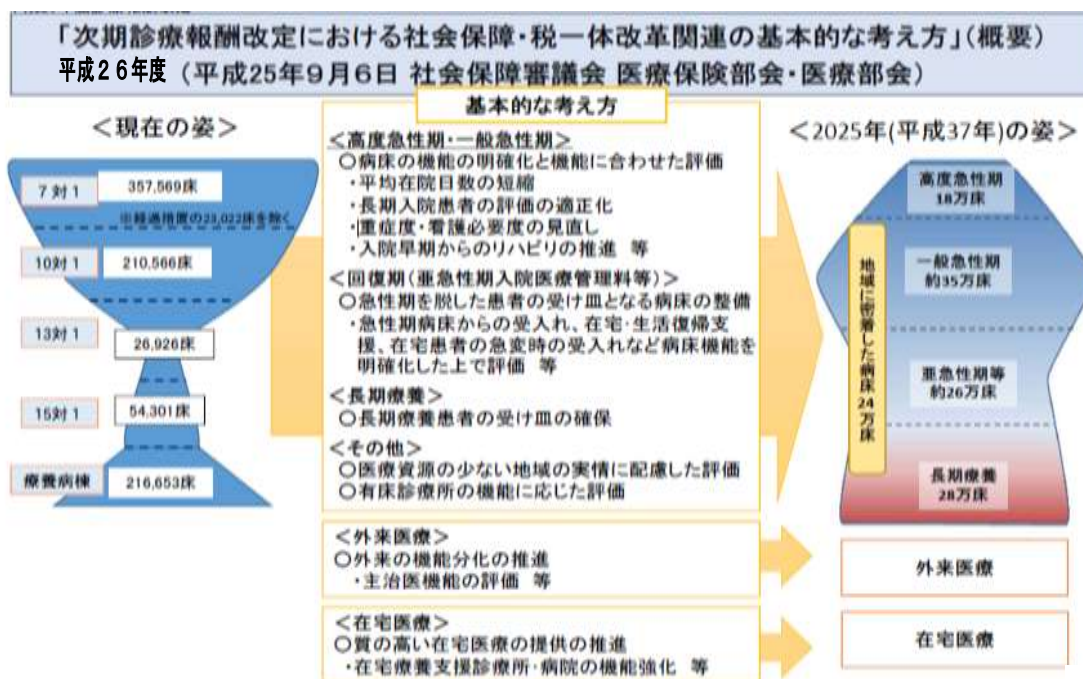 「次期診療報酬改定における社会保障・税一体改革関連の基本的な考え方」(概要)
平成26年度 (平成25年9月6日 社会保障審議会 医療保険部会・医療部会)
<現在の姿>
7対1
357,569床
※経過措置の23,022床を除く
10対1
210,566床
13対1
26,926床
15対1
54,301床
療養病棟
216,653床
基本的な考え方
<高度急性期・一般急性期>
○病床の機能の明確化と機能に合わせた評価
・平均在院日数の短縮
・長期入院患者の評価の適正化
・重症度・看護必要度の見直し
・入院早期からのリハビリの推進 等
<回復期(亜急性期入院医療管理料等)>
○急性期を脱した患者の受け皿となる病床の整備
・急性期病床からの受入れ、在宅・生活復帰支
援、在宅患者の急変時の受入れなど病床機能を
明確化した上で評価 等
<長期療養>
○長期療養患者の受け皿の確保
<その他>
○医療資源の少ない地域の実情に配慮した評価
○有床診療所の機能に応じた評価
<外来医療>
○外来の機能分化の推進
・主治医機能の評価 等
<在宅医療>
○質の高い在宅医療の提供の推進
・在宅療養支援診療所・病院の機能強化 等
<2025年(平成37年)の姿>
高度急性期
18万床
一般急性期
約35万床
亜急性期等
約26万床
長期療養
28万床
地域に密着した病床24万床
外来医療
在宅医療